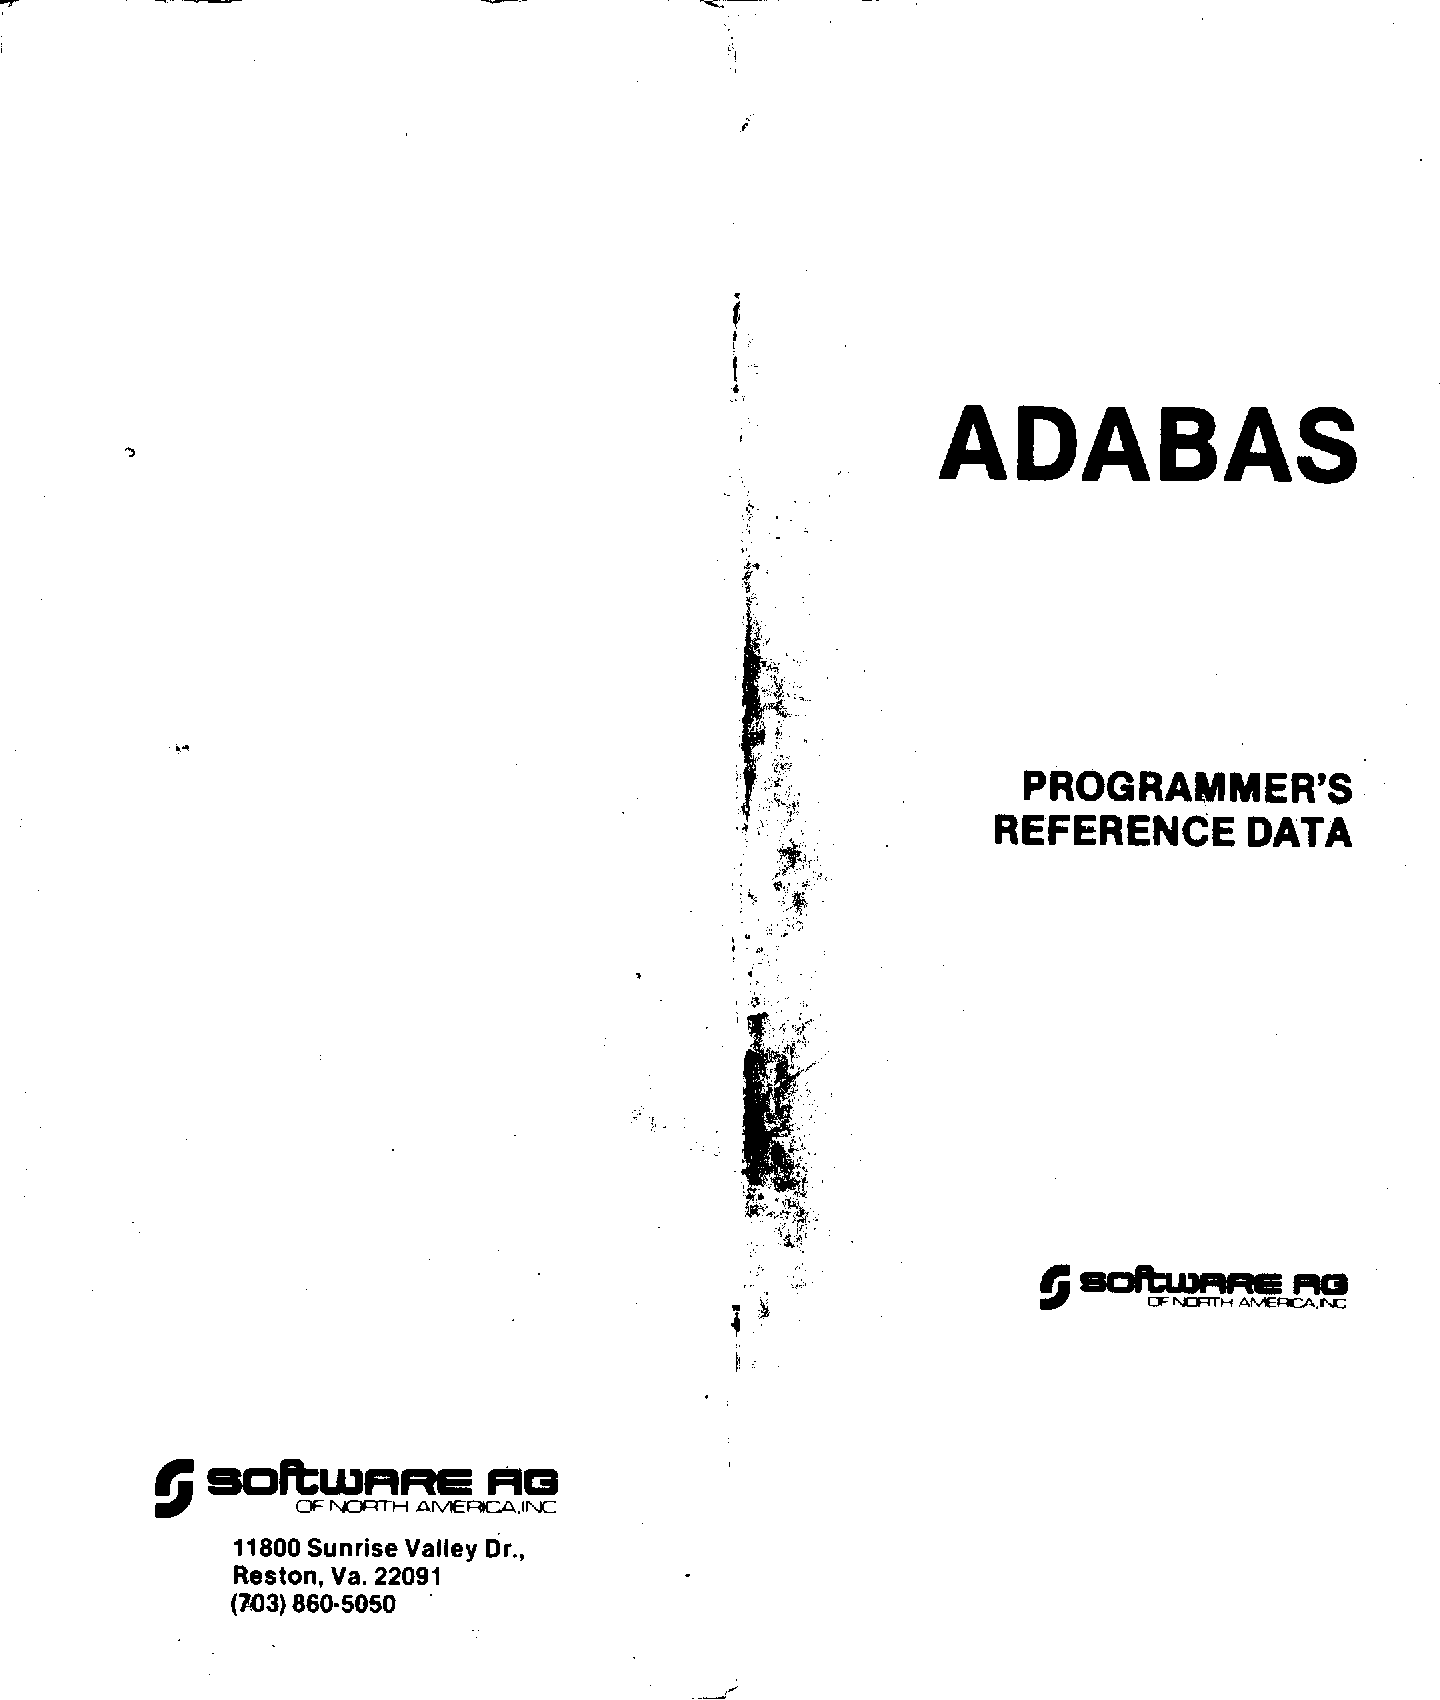 ADABAS
PROGRAMMER'S
REFERENCE DATA
SOFTWARE AG
OF NORTH AMERICA, INC
SOFTWARE AG
OF NORTH AMERICA, INC
11800 Sunrise Valley Dr.,
Reston, Va. 22091
(703) 860-5050